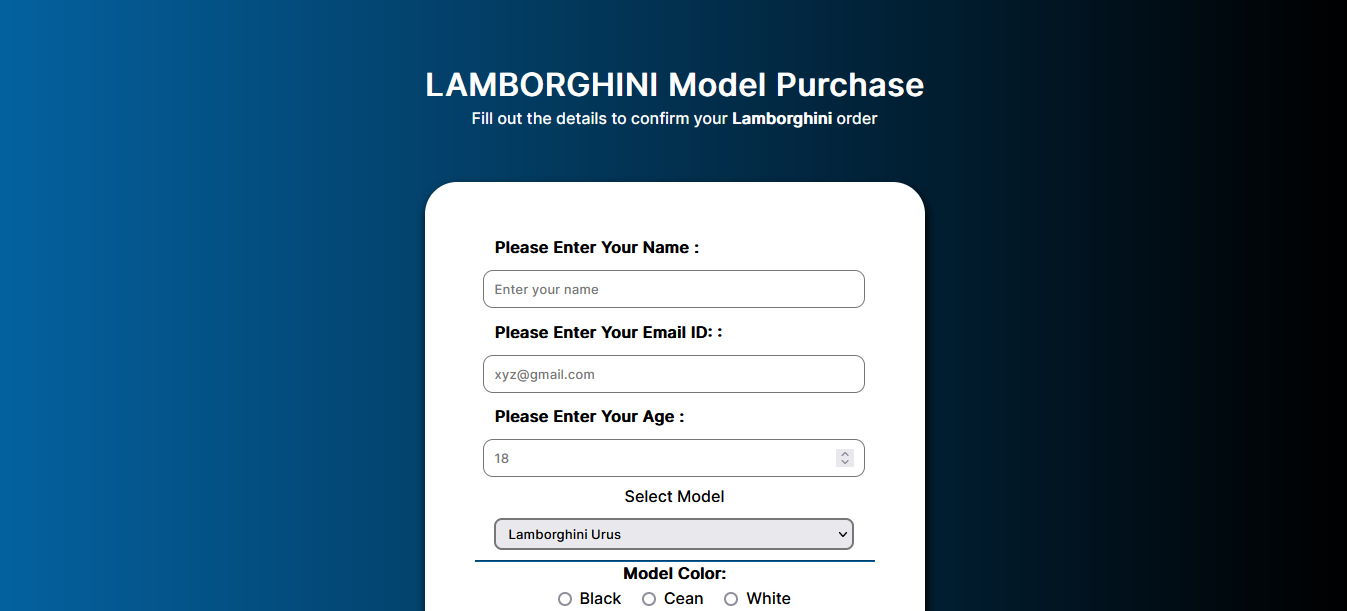 LAMBORGHINI Model Purchase
Fill out the details to confirm your Lamborghini order
Please Enter Your Name :
Enter your name
Please Enter Your Email ID: :
xyz@gmail.com
Please Enter Your Age :
18
Select Model
Lamborghini Urus
Model Color:
Black Cean White